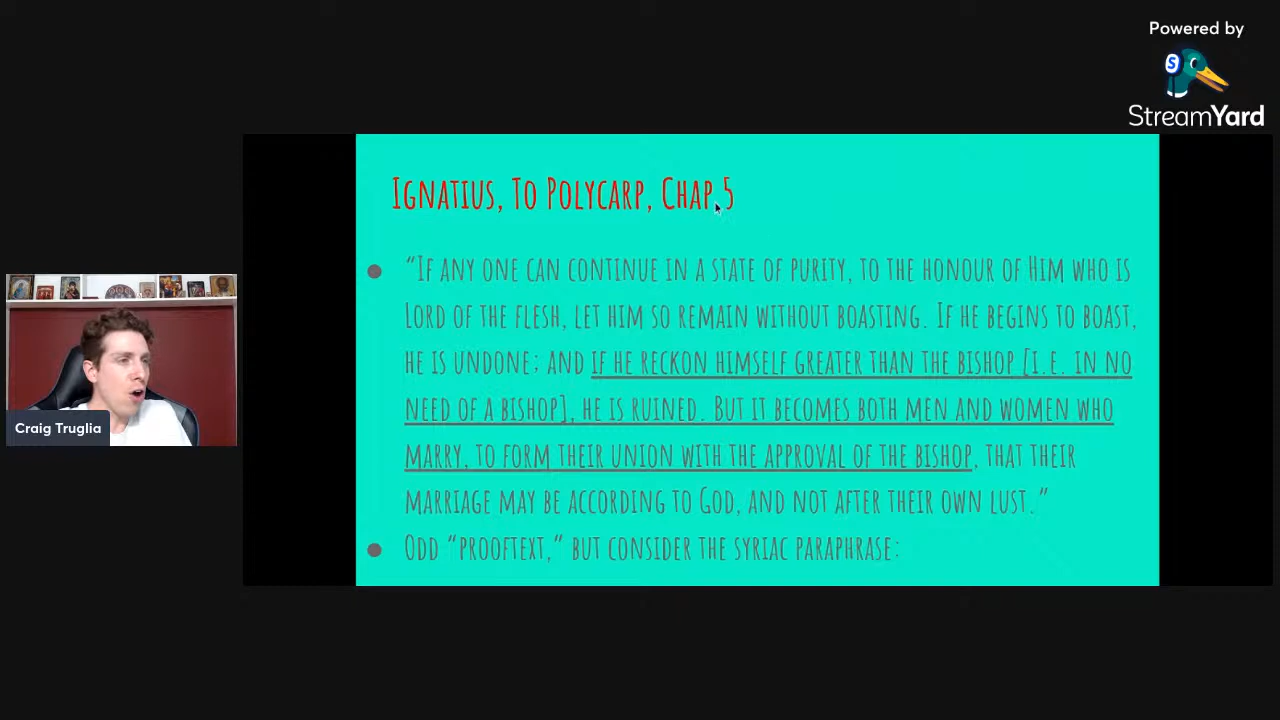 Powered by
StreamYard
IGNATIUS, TO POLYCARP, CHAP.5
"IF ANY ONE CAN CONTINUE IN A STATE OF PURITY, TO THE HONOUR OF HIM WHO IS
LORD OF THE FLESH, LET HIM SO REMAIN WITHOUT BOASTING. IF HE BEGINS TO BOAST,
HE IS UNDONE; AND IF HE RECKON HIMSELF GREATER THAN THE BISHOP [I.E. IN NO
NEED OF A BISHOP], HE IS RUINED. BUT IT BECOMES BOTH MEN AND WOMEN WHO
MARRY, TO FORM THEIR UNION WITH THE APPROVAL OF THE BISHOP, THAT THEIR
MARRIAGE MAY BE ACCORDING TO GOD, AND NOT AFTER THEIR OWN LUST."
ODD "PROOFTEXT," BUT CONSIDER THE SYRIAC PARAPHRASE:
Craig Truglia